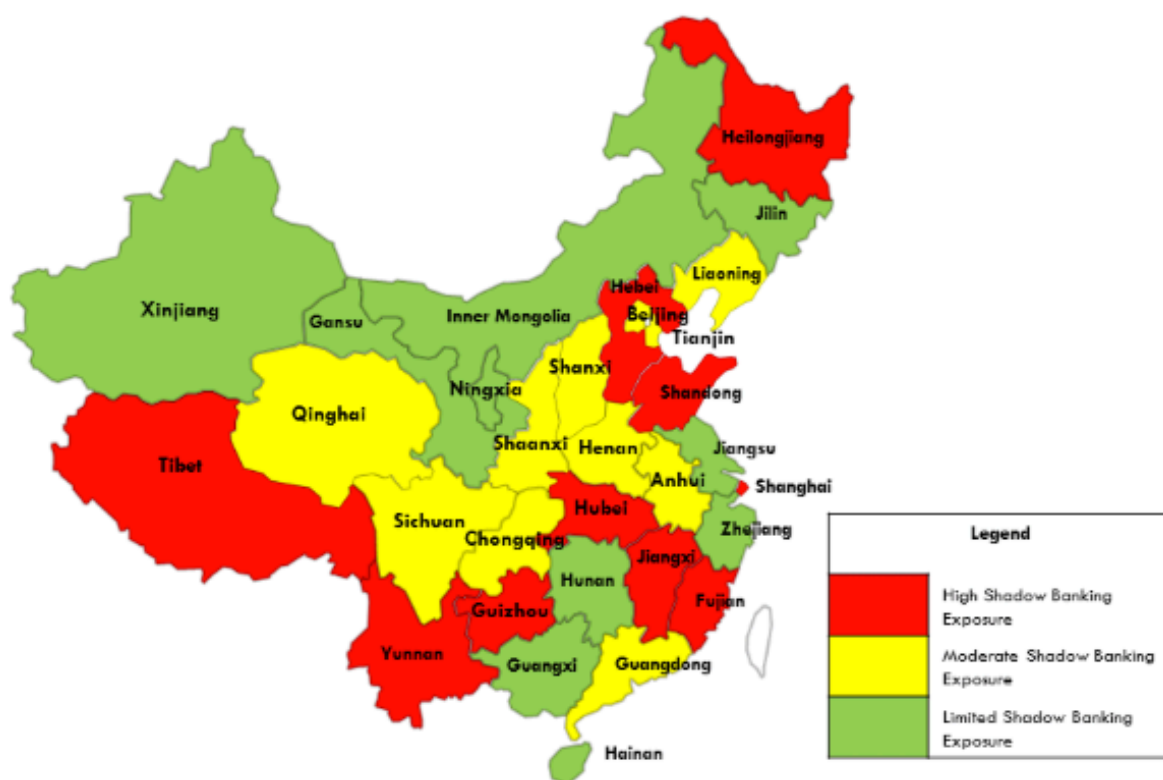 Heilongjiang
Jilin
Liaoning
Hebei
Beijing
Tianjin
Xinjiang
Gansu
Inner Mongolia
Shanxi
Ningxia
Shandong
Qinghai
Shaanxi
Henan
Jiangsu
Tibet
Anhui
Shanghai
Sichuan
Hubei
Zhejiang
Chongqing
Jiangxi
Hunan
Guizhou
Fujian
Yunnan
Guangxi
Guangdong
Hainan
Legend
High Shadow Banking
Exposure
Moderate Shadow Banking
Exposure
Limited Shadow Banking
Exposure